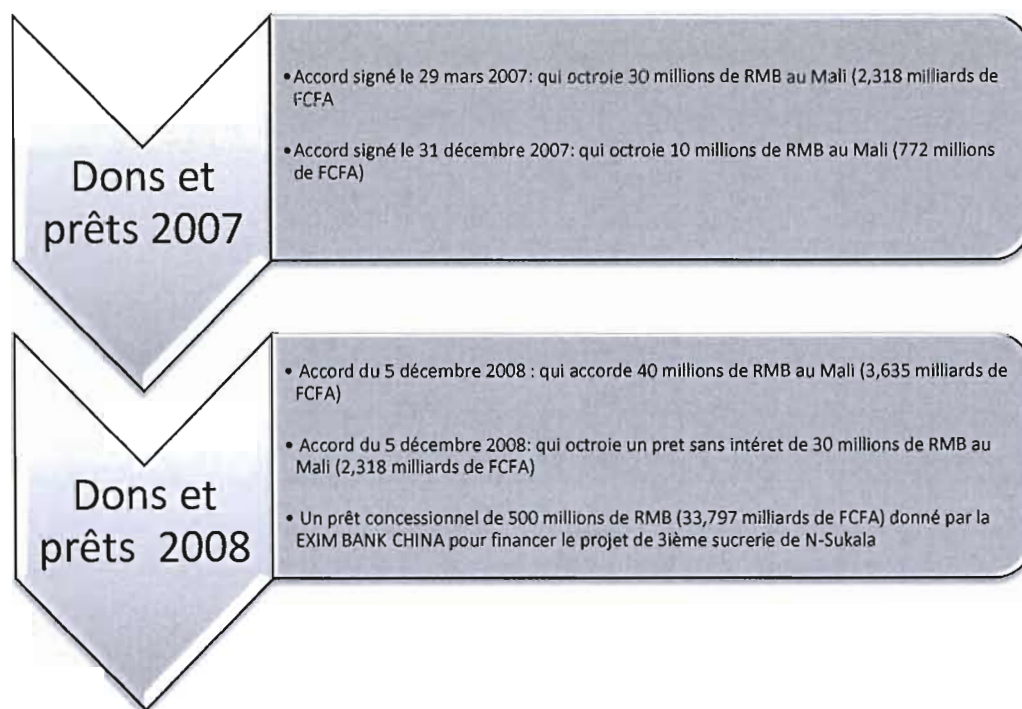 Dons et
prêts 2007
•Accord signé le 29 mars 2007: qui octroie 30 millions de RMB au Mali (2,318 milliards de
FCFA
•Accord signé le 31 décembre 2007: qui octroie 10 millions de RMB au Mali (772 millions
de FCFA)
Dons et
prêts 2008
• Accord du 5 décembre 2008 : qui accorde 40 millions de RMB au Mali (3,635 milliards de
FCFA)
• Accord du 5 décembre 2008: qui octroie un pret sans intéret de 30 millions de RMB au
Mali (2,318 milliards de FCFA)
• Un prêt concessionnel de 500 millions de RMB (33,797 milliards de FCFA) donné par la
EXIM BANK CHINA pour financer le projet de 3ième sucrerie de N-Sukala